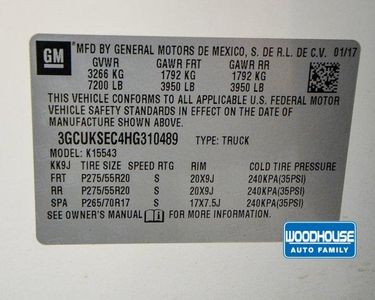 GM
MFD BY GENERAL MOTORS DE MEXICO, S. DE R.L. DE C.V. 01/17
GVWR GAWR FRT GAWR RR
3266 KG 1792 KG 1792 KG
7200 LB 3950 LB 3950 LB
THIS VEHICLE CONFORMS TO ALL APPLICABLE U.S. FEDERAL MOTOR
VEHICLE SAFETY STANDARDS IN EFFECT ON THE DATE OF
MANUFACTURE SHOWN ABOVE.
3GCUKSEC4HG310489 TYPE: TRUCK
MODEL: K15543
KK9J TIRE SIZE SPEED RTG RIM COLD TIRE PRESSURE
FRT P275/55R20 S 20X9J 240KPA(35PSI)
RR P275/55R20 S 20X9J 240KPA(35PSI)
SPA P265/70R17 S 17X7.5J 240KPA(35PSI)
SEE OWNER'S MANUAL FOR MORE INFORMATION.
WOODHOUSE
AUTO FAMILY